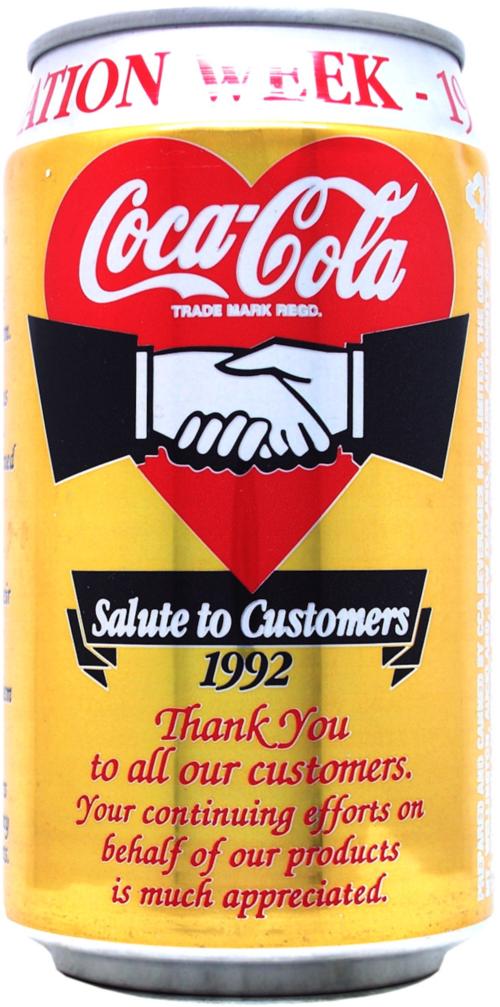 ATION WEEK - 19
Coca-Cola
TRADE MARK REGD.
Salute to Customers
1992
Thank You
to all our customers.
Your continuing efforts on
behalf of our products
is much appreciated.